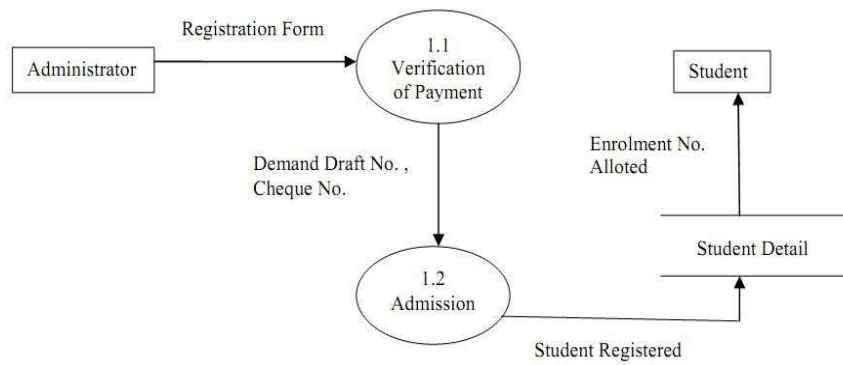 Registration Form
Administrator
1.1
Verification
of Payment
Student
Demand Draft No. ,
Cheque No.
Enrolment No.
Alloted
Student Detail
1.2
Admission
Student Registered